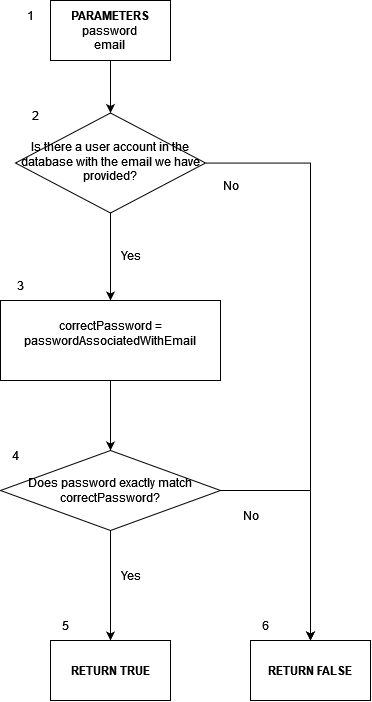 1
PARAMETERS
password
email
2
Is there a user account in the
database with the email we have
provided?
No
Yes
3
correctPassword =
passwordAssociatedWithEmail
4
Does password exactly match
correctPassword?
No
Yes
5
6
RETURN TRUE
RETURN FALSE